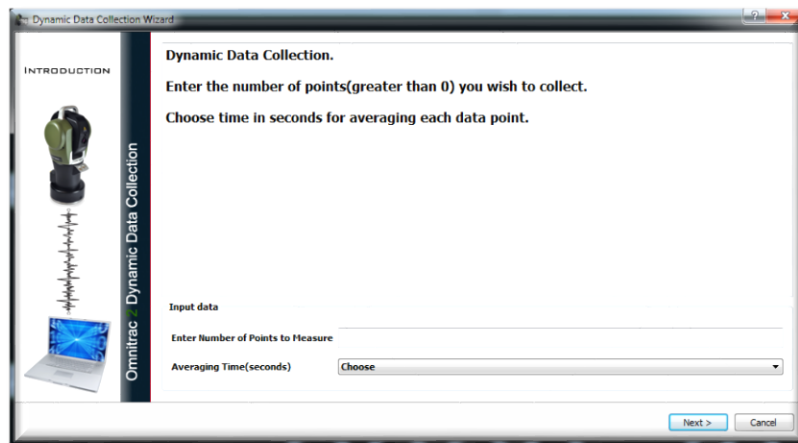 Dynamic Data Collection Wizard
INTRODUCTION
Omnitrac 2 Dynamic Data Collection
Dynamic Data Collection.
Enter the number of points(greater than 0) you wish to collect.
Choose time in seconds for averaging each data point.
Input data
Enter Number of Points to Measure
Averaging Time(seconds)
Choose
Next >
Cancel